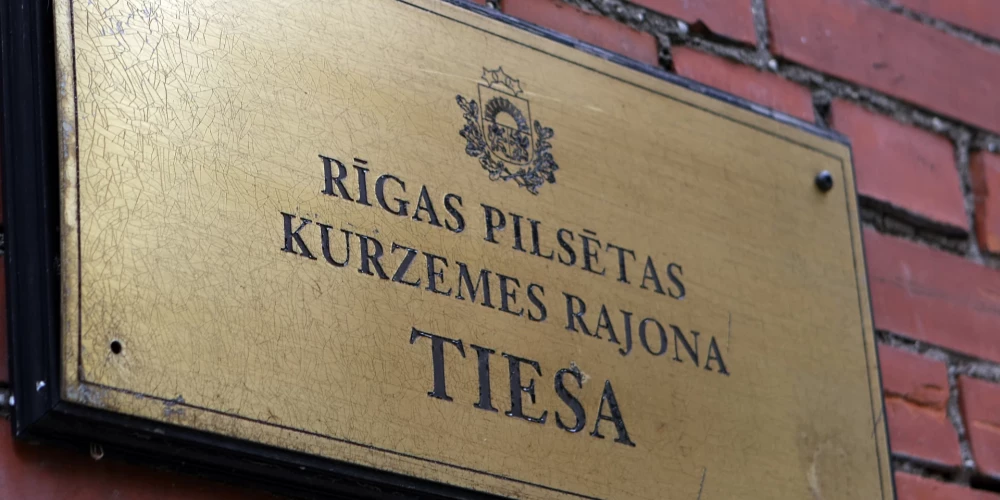 RĪGAS PILSĒTAS
KURZEMES RAJONA
TIESA